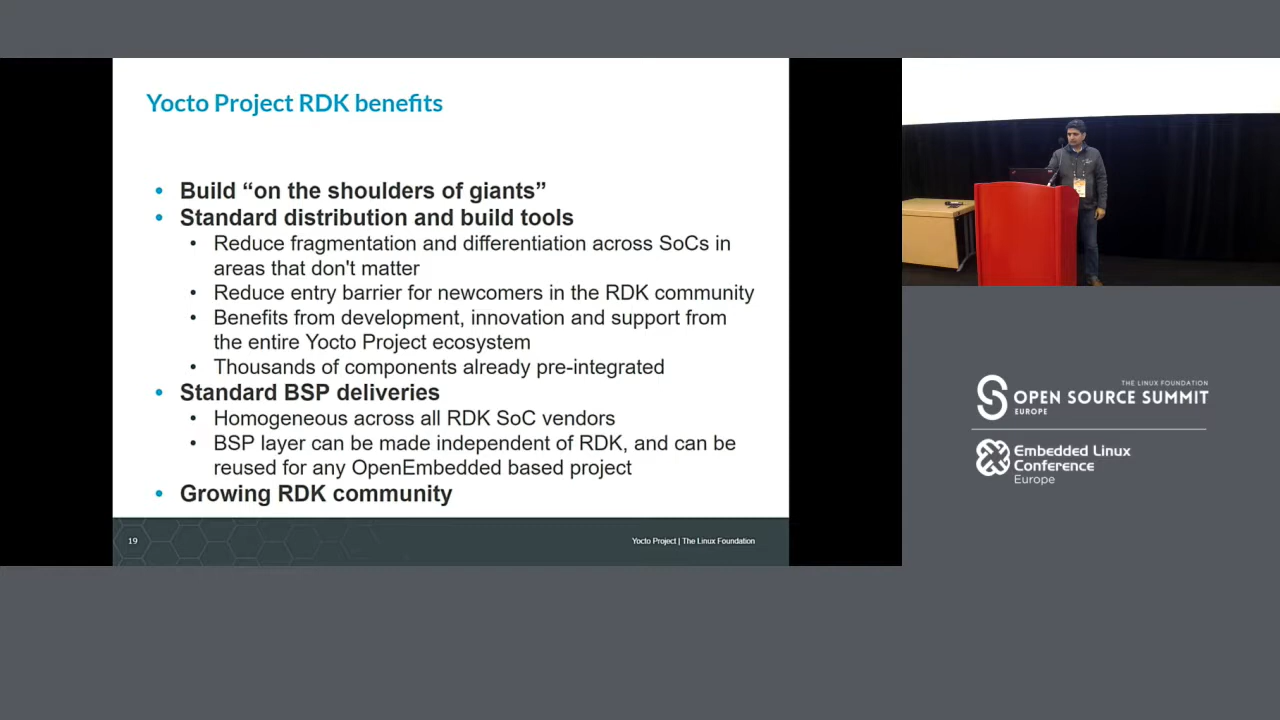 Yocto Project RDK benefits
• Build “on the shoulders of giants”
• Standard distribution and build tools
• Reduce fragmentation and differentiation across SoCs in
areas that don't matter
• Reduce entry barrier for newcomers in the RDK community
• Benefits from development, innovation and support from
the entire Yocto Project ecosystem
• Thousands of components already pre-integrated
• Standard BSP deliveries
• Homogeneous across all RDK SoC vendors
• BSP layer can be made independent of RDK, and can be
reused for any OpenEmbedded based project
• Growing RDK community
19
Yocto Project | The Linux Foundation
THE LINUX FOUNDATION
OPEN SOURCE SUMMIT
EUROPE
Embedded Linux
Conference
Europe